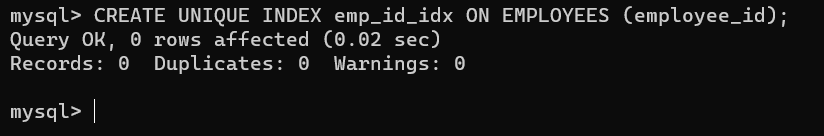 mysql> CREATE UNIQUE INDEX emp_id_idx ON EMPLOYEES (employee_id);
Query OK, 0 rows affected (0.02 sec)
Records: 0  Duplicates: 0  Warnings: 0
mysql>